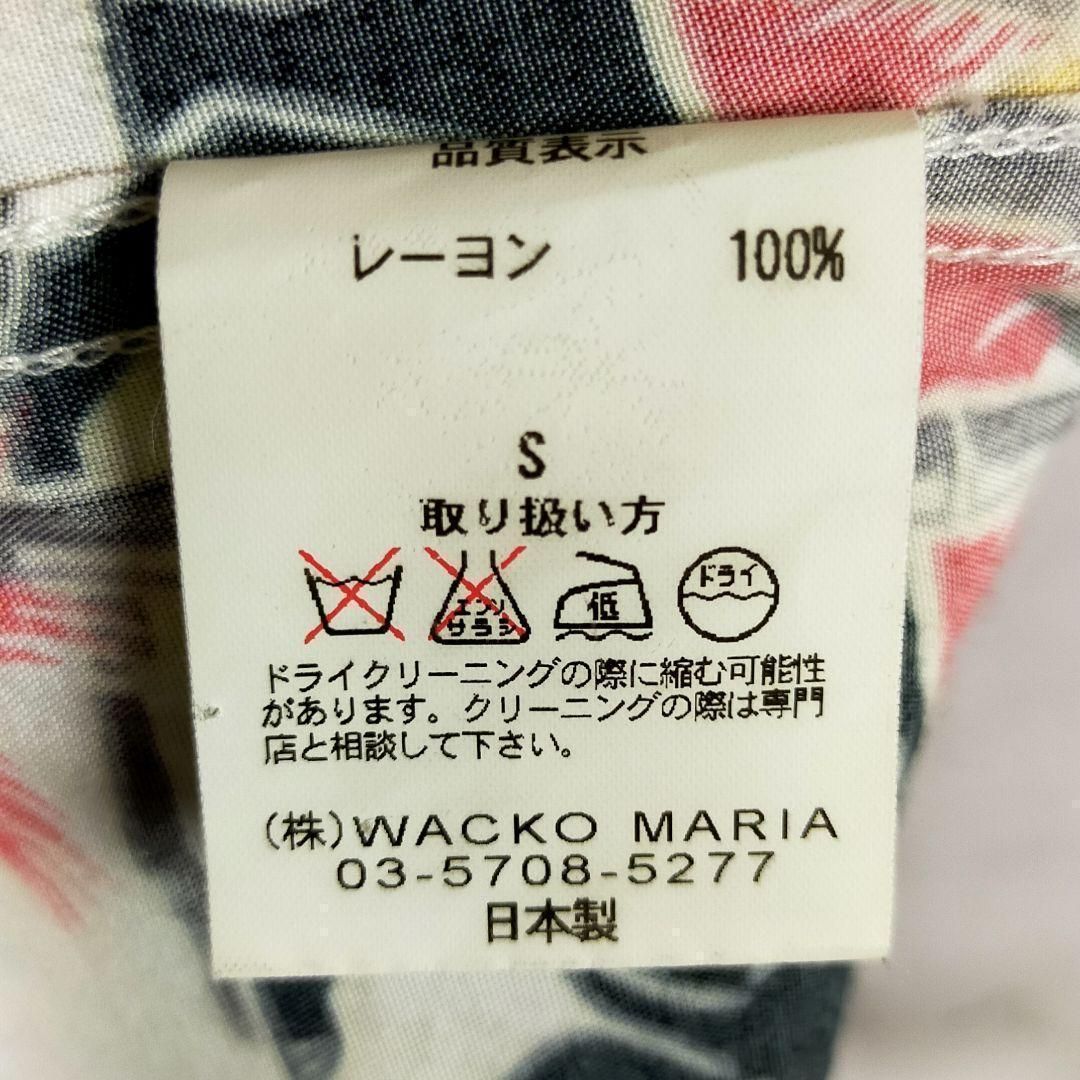 品質表示
レーヨン 100%
S
取り扱い方
エンソ
サラシ
低
ドライ
ドライクリーニングの際に縮む可能性
があります。クリーニングの際は専門
店と相談して下さい。
(株)WACKO MARIA
03-5708-5277
日本製